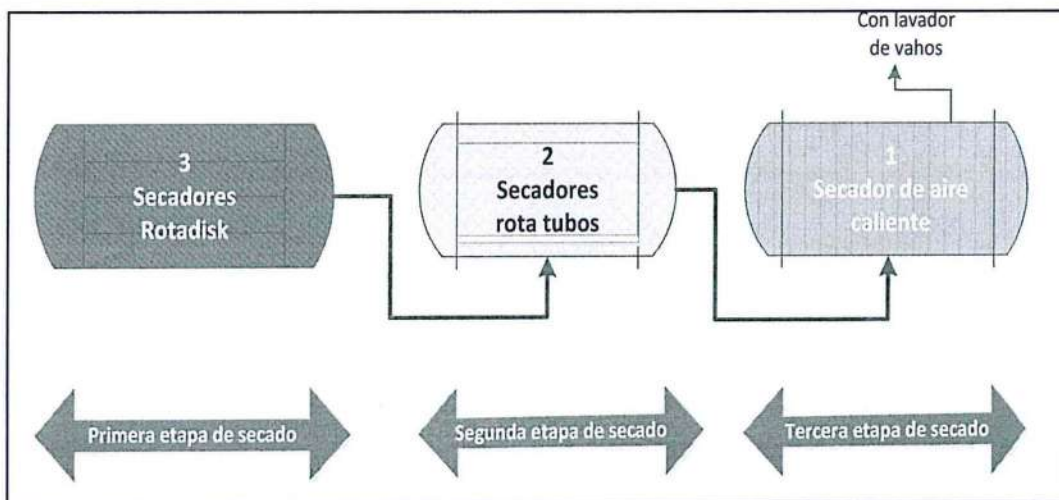 Con lavador
de vahos
3
Secadores
Rotadisk
2
Secadores
rota tubos
1
Secador de aire
caliente
Primera etapa de secado
Segunda etapa de secado
Tercera etapa de secado